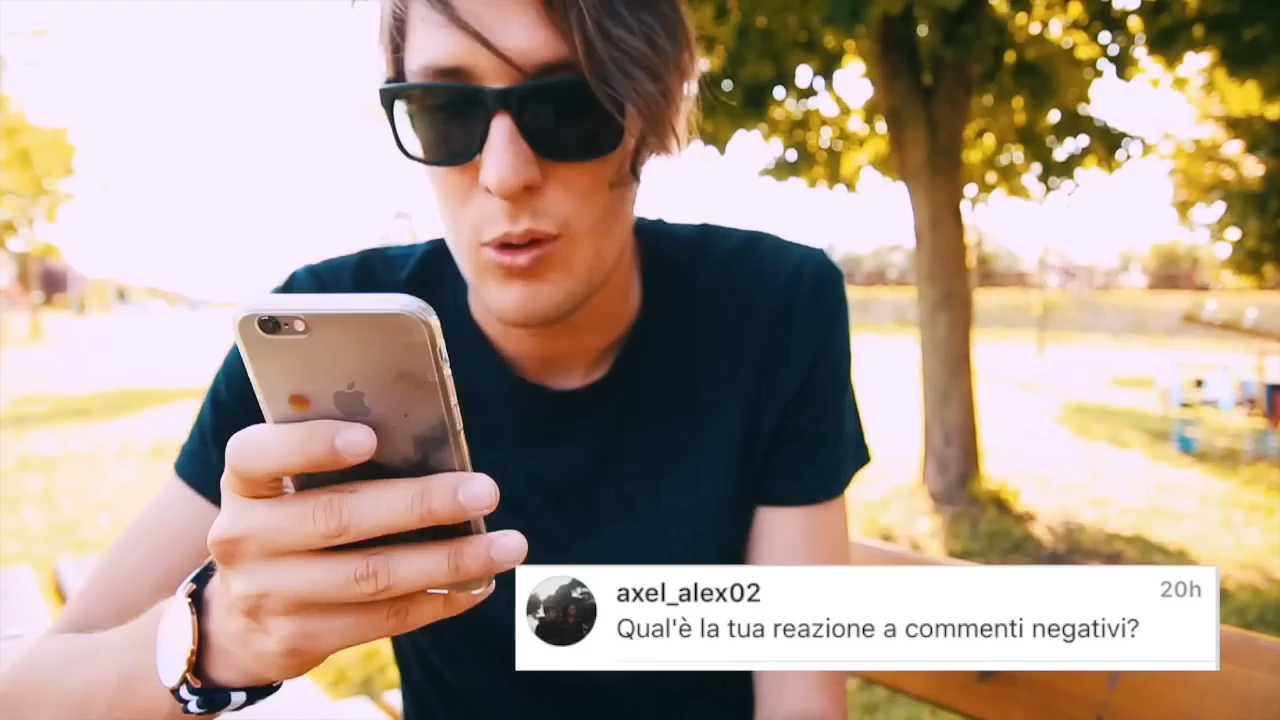 axel_alex02 20h
Qual'è la tua reazione a commenti negativi?